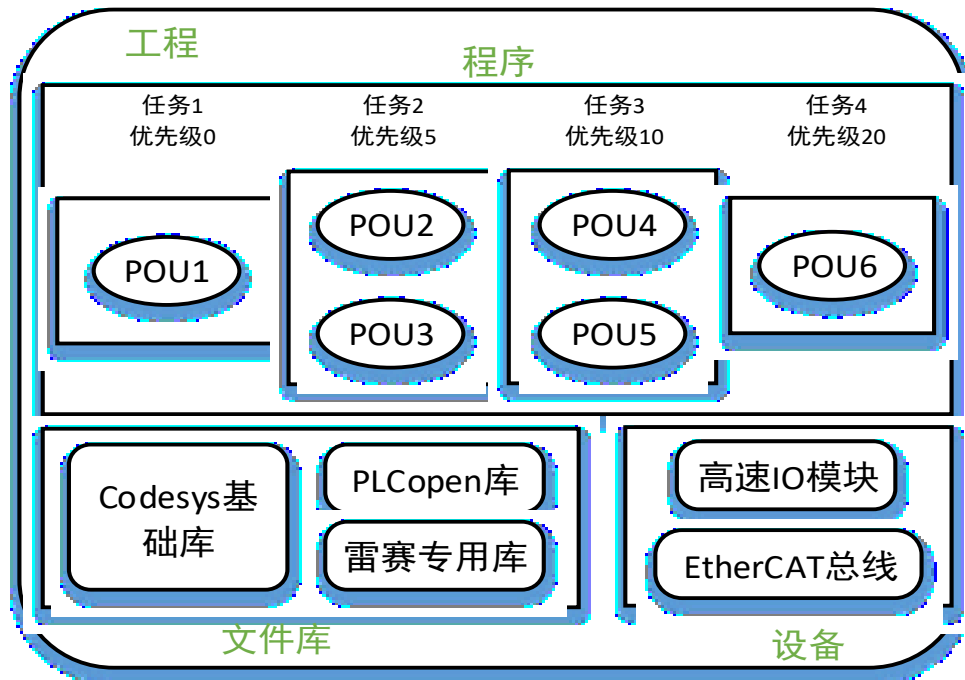 工程
程序
任务1
优先级0
任务2
优先级5
任务3
优先级10
任务4
优先级20
POU1
POU2
POU3
POU4
POU5
POU6
Codesys基
础库
PLCopen库
雷赛专用库
高速IO模块
EtherCAT总线
文件库
设备